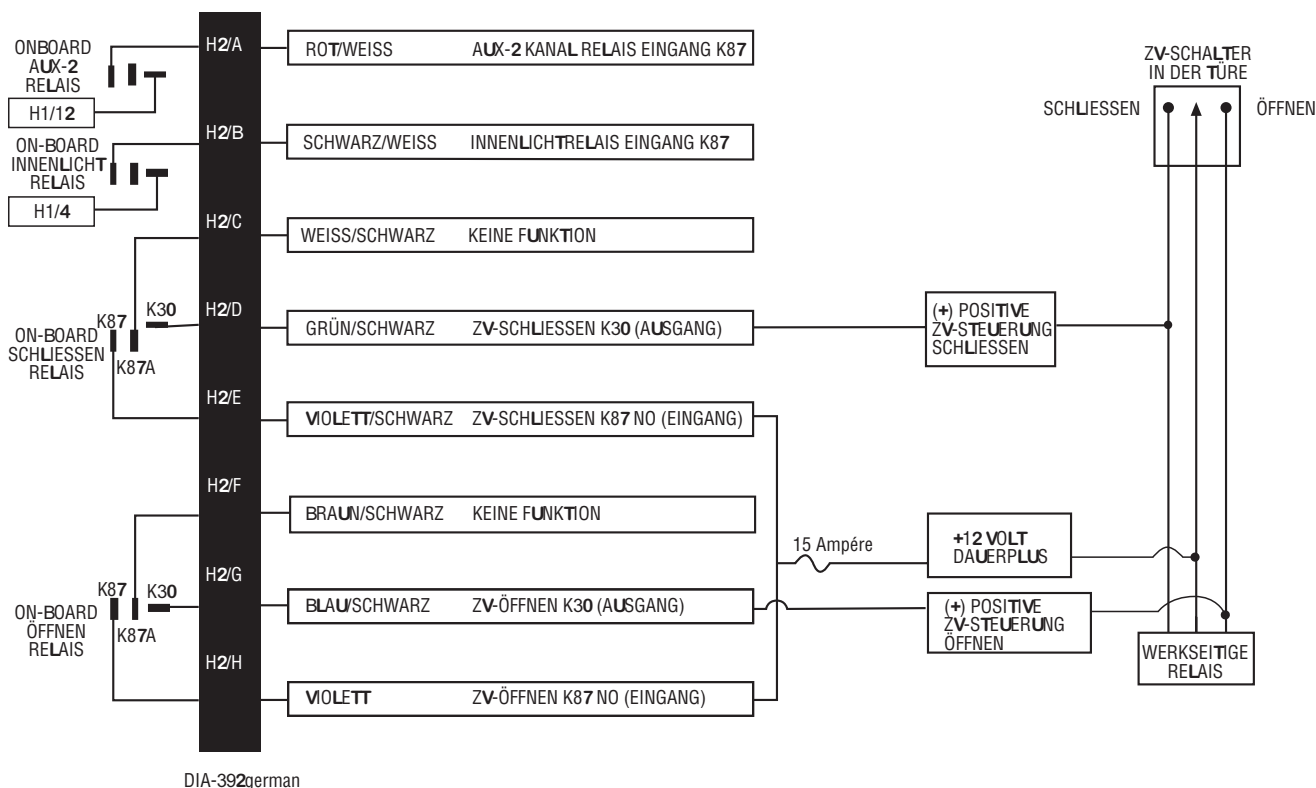 ONBOARD
AUX-2
RELAIS
H1/12
ON-BOARD
INNENLICHT
RELAIS
H1/4
K87
K30
K87A
ON-BOARD
SCHLIESSEN
RELAIS
K87
K30
K87A
ON-BOARD
ÖFFNEN
RELAIS
H2/A
ROT/WEISS AUX-2 KANAL RELAIS EINGANG K87
H2/B
SCHWARZ/WEISS INNENLICHTRELAIS EINGANG K87
H2/C
WEISS/SCHWARZ KEINE FUNKTION
H2/D
GRÜN/SCHWARZ ZV-SCHLIESSEN K30 (AUSGANG)
H2/E
VIOLETT/SCHWARZ ZV-SCHLIESSEN K87 NO (EINGANG)
H2/F
BRAUN/SCHWARZ KEINE FUNKTION
H2/G
BLAU/SCHWARZ ZV-ÖFFNEN K30 (AUSGANG)
H2/H
VIOLETT ZV-ÖFFNEN K87 NO (EINGANG)
15 Ampére
(+) POSITIVE
ZV-STEUERUNG
SCHLIESSEN
+12 VOLT
DAUERPLUS
(+) POSITIVE
ZV-STEUERUNG
ÖFFNEN
ZV-SCHALTER
IN DER TÜRE
SCHLIESSEN
ÖFFNEN
WERKSEITIGE
RELAIS
DIA-392german